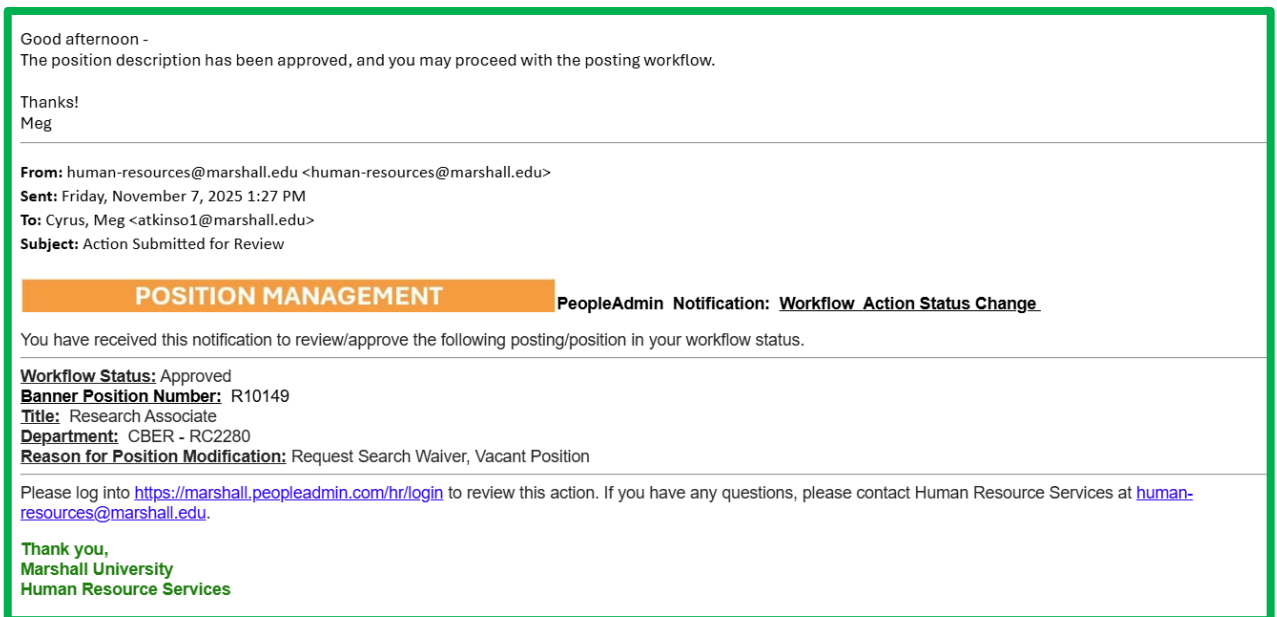 Good afternoon -
The position description has been approved, and you may proceed with the posting workflow.
Thanks!
Meg
From: human-resources@marshall.edu <human-resources@marshall.edu>
Sent: Friday, November 7, 2025 1:27 PM
To: Cyrus, Meg <atkinso1@marshall.edu>
Subject: Action Submitted for Review
POSITION MANAGEMENT PeopleAdmin Notification: Workflow Action Status Change
You have received this notification to review/approve the following posting/position in your workflow status.
Workflow Status: Approved
Banner Position Number: R10149
Title: Research Associate
Department: CBER - RC2280
Reason for Position Modification: Request Search Waiver, Vacant Position
Please log into https://marshall.peopleadmin.com/hr/login to review this action. If you have any questions, please contact Human Resource Services at human-
resources@marshall.edu.
Thank you,
Marshall University
Human Resource Services